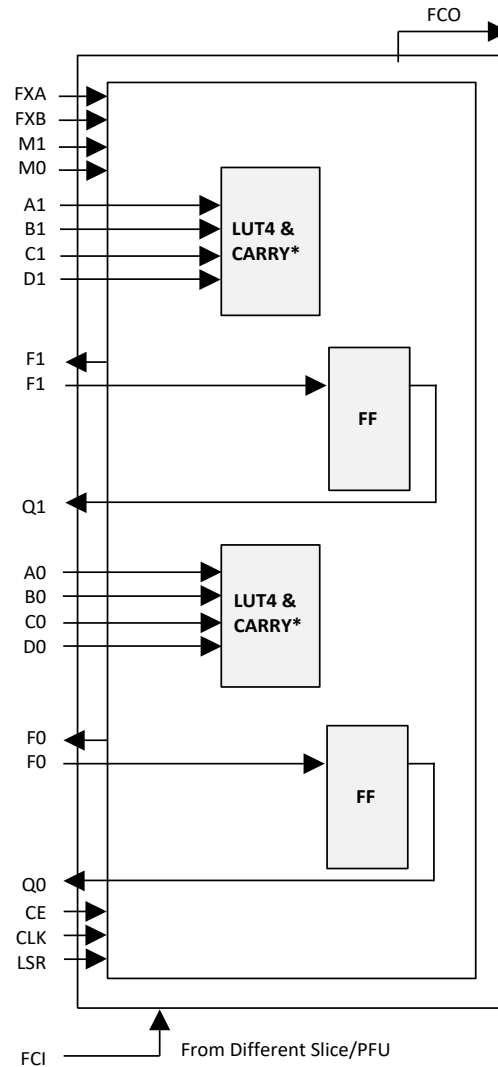 FCO
FXA
FXB
M1
M0
A1
B1
C1
D1
LUT4 &
CARRY*
F1
F1
FF
Q1
A0
B0
C0
D0
LUT4 &
CARRY*
F0
F0
FF
Q0
CE
CLK
LSR
FCI
From Different Slice/PFU